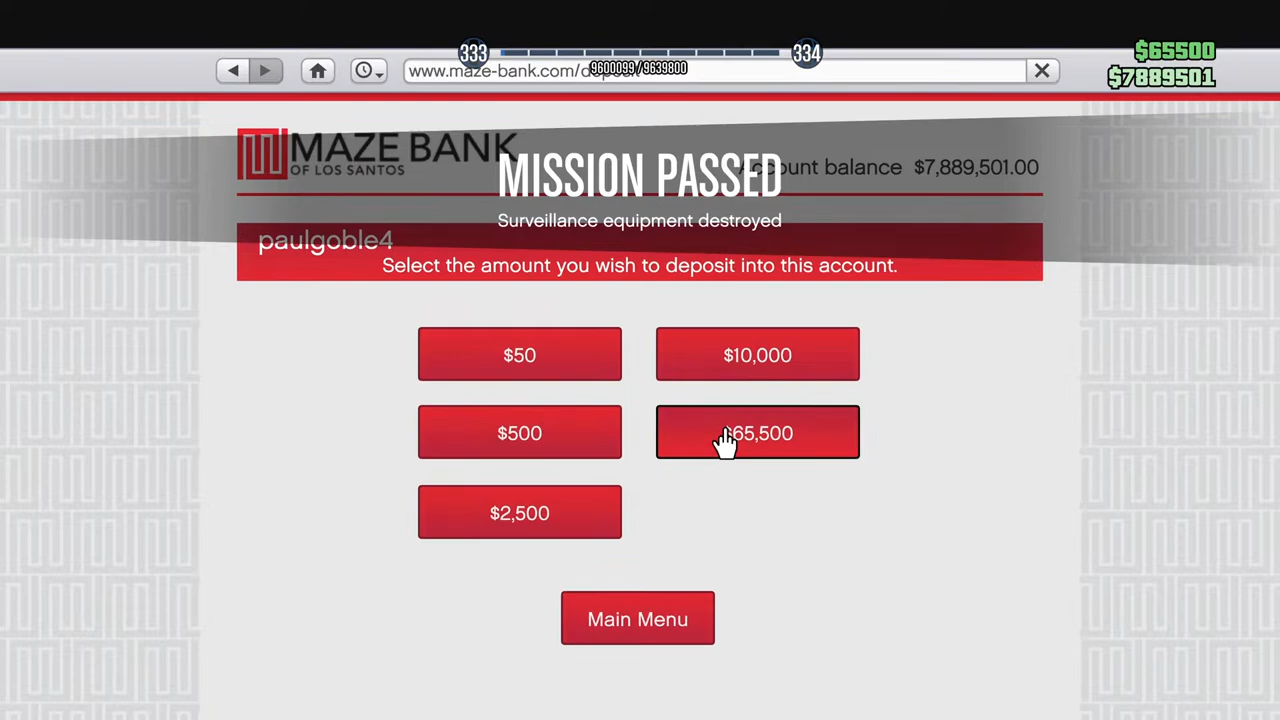 333
334
9600099 / 9639800
$65500
$7889501
www.maze-bank.com/
MAZE BANK
OF LOS SANTOS
Account balance $7,889,501.00
MISSION PASSED
Surveillance equipment destroyed
paulgoble4
Select the amount you wish to deposit into this account.
$50
$10,000
$500
$65,500
$2,500
Main Menu